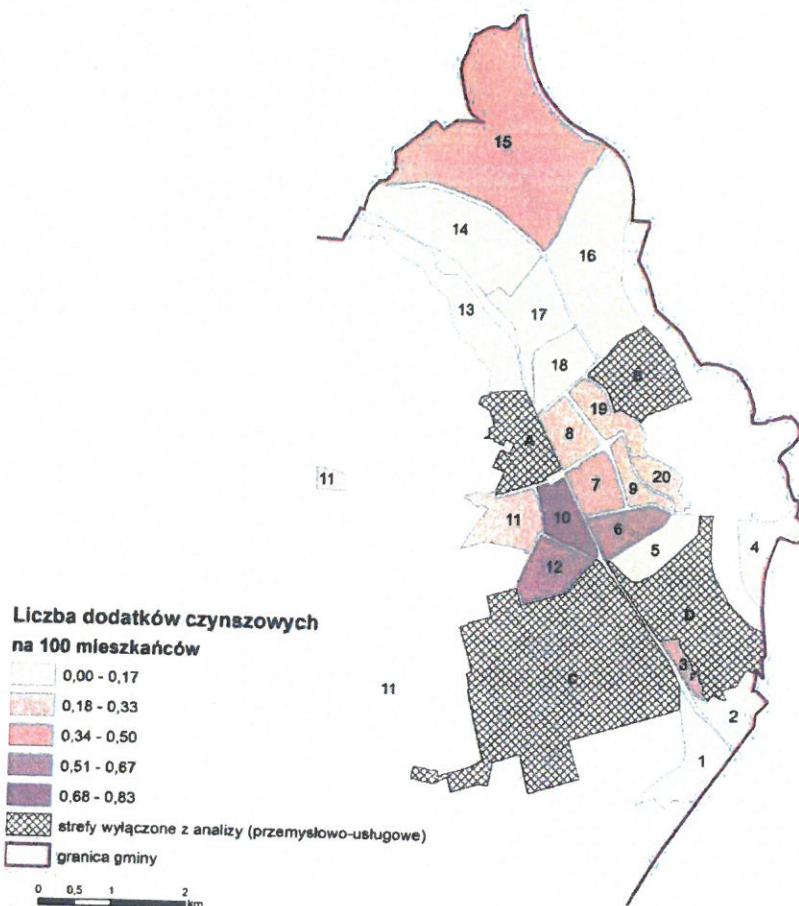 15
14
16
13
17
18
B
19
A
8
11
7
9
20
11
10
6
5
4
12
D
Liczba dodatków czynszowych
na 100 mieszkańców
0,00 - 0,17
0,18 - 0,33
0,34 - 0,50
0,51 - 0,67
0,68 - 0,83
strefy wyłączone z analizy (przemysłowo-usługowe)
granica gminy
C
3
11
2
1
0 0,5 1 2
km